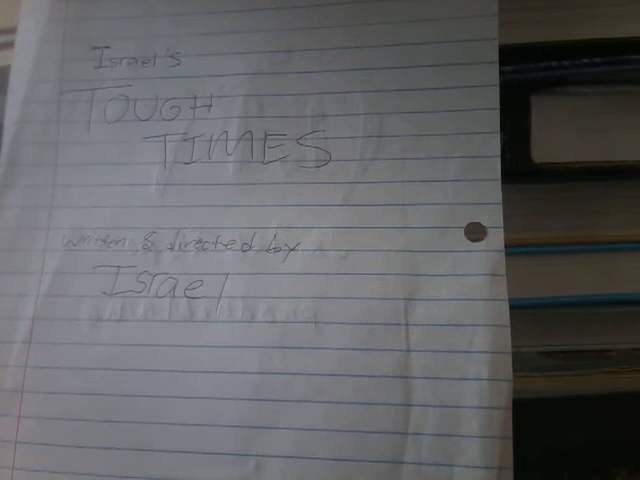 Israel's
TOUGH
TIMES
written & directed by
Israel